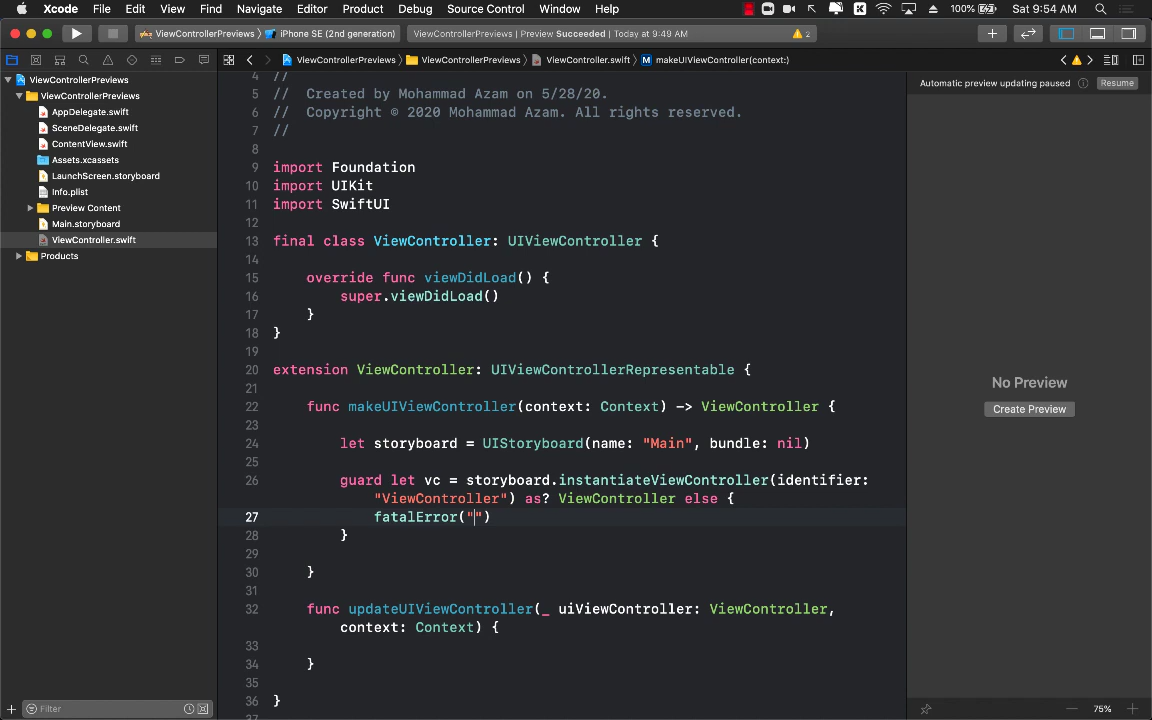 Xcode File Edit View Find Navigate Editor Product Debug Source Control Window Help 100% Sat 9:54 AM
ViewControllerPreviews iPhone SE (2nd generation) ViewControllerPreviews | Preview Succeeded | Today at 9:49 AM 2
ViewControllerPreviews ViewControllerPreviews ViewController.swift M makeUIViewController(context:)
ViewControllerPreviews
ViewControllerPreviews
AppDelegate.swift
SceneDelegate.swift
ContentView.swift
Assets.xcassets
LaunchScreen.storyboard
Info.plist
Preview Content
Main.storyboard
ViewController.swift
Products
Filter
4 //
5 // Created by Mohammad Azam on 5/28/20.
6 // Copyright © 2020 Mohammad Azam. All rights reserved.
7 //
8
9 import Foundation
10 import UIKit
11 import SwiftUI
12
13 final class ViewController: UIViewController {
14
15 override func viewDidLoad() {
16 super.viewDidLoad()
17 }
18 }
19
20 extension ViewController: UIViewControllerRepresentable {
21
22 func makeUIViewController(context: Context) -> ViewController {
23
24 let storyboard = UIStoryboard(name: "Main", bundle: nil)
25
26 guard let vc = storyboard.instantiateViewController(identifier:
"ViewController") as? ViewController else {
27 fatalError("")
28 }
29
30 }
31
32 func updateUIViewController(_ uiViewController: ViewController,
context: Context) {
33
34 }
35
36 }
37
Automatic preview updating paused Resume
No Preview
Create Preview
75%